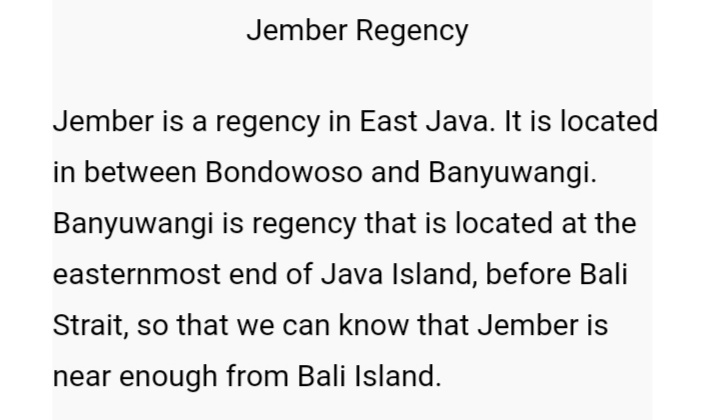 Jember Regency
Jember is a regency in East Java. It is located
in between Bondowoso and Banyuwangi.
Banyuwangi is regency that is located at the
easternmost end of Java Island, before Bali
Strait, so that we can know that Jember is
near enough from Bali Island.